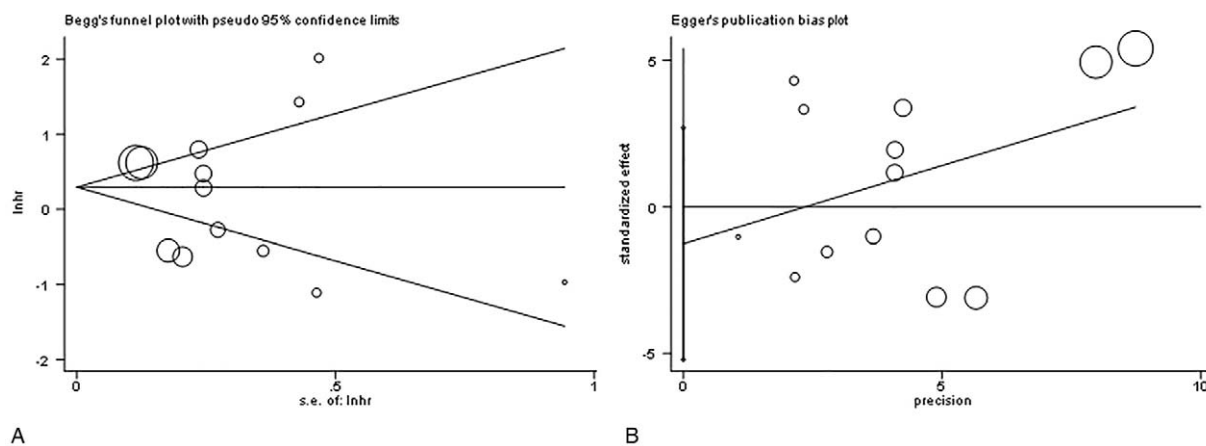 Begg's funnel plot with pseudo 95% confidence limits
2
1
0
-1
-2
lnhr
0
.5
1
s.e. of: lnhr
A
Egger's publication bias plot
5
0
-5
standardized effect
0
5
10
precision
B